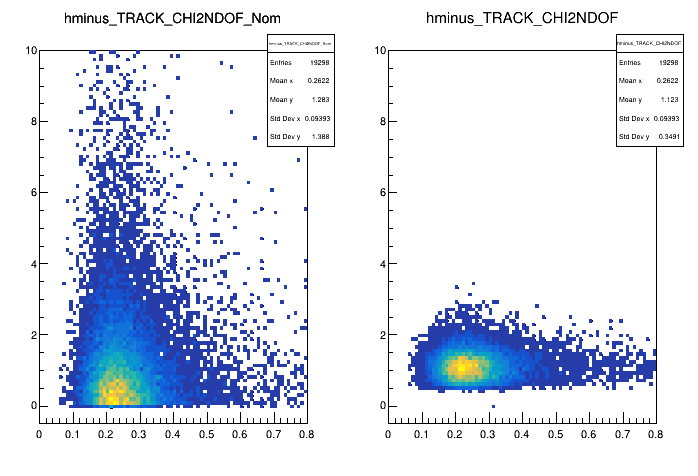 hminus_TRACK_CHI2NDOF_Nom
hminus_TRACK_CHI2NDOF_Nom
Entries 19298
Mean x 0.2622
Mean y 1.283
Std Dev x 0.09393
Std Dev y 1.388
10
8
6
4
2
0
0 0.1 0.2 0.3 0.4 0.5 0.6 0.7 0.8
hminus_TRACK_CHI2NDOF
hminus_TRACK_CHI2NDOF
Entries 19298
Mean x 0.2622
Mean y 1.123
Std Dev x 0.09393
Std Dev y 0.3491
10
8
6
4
2
0
0 0.1 0.2 0.3 0.4 0.5 0.6 0.7 0.8